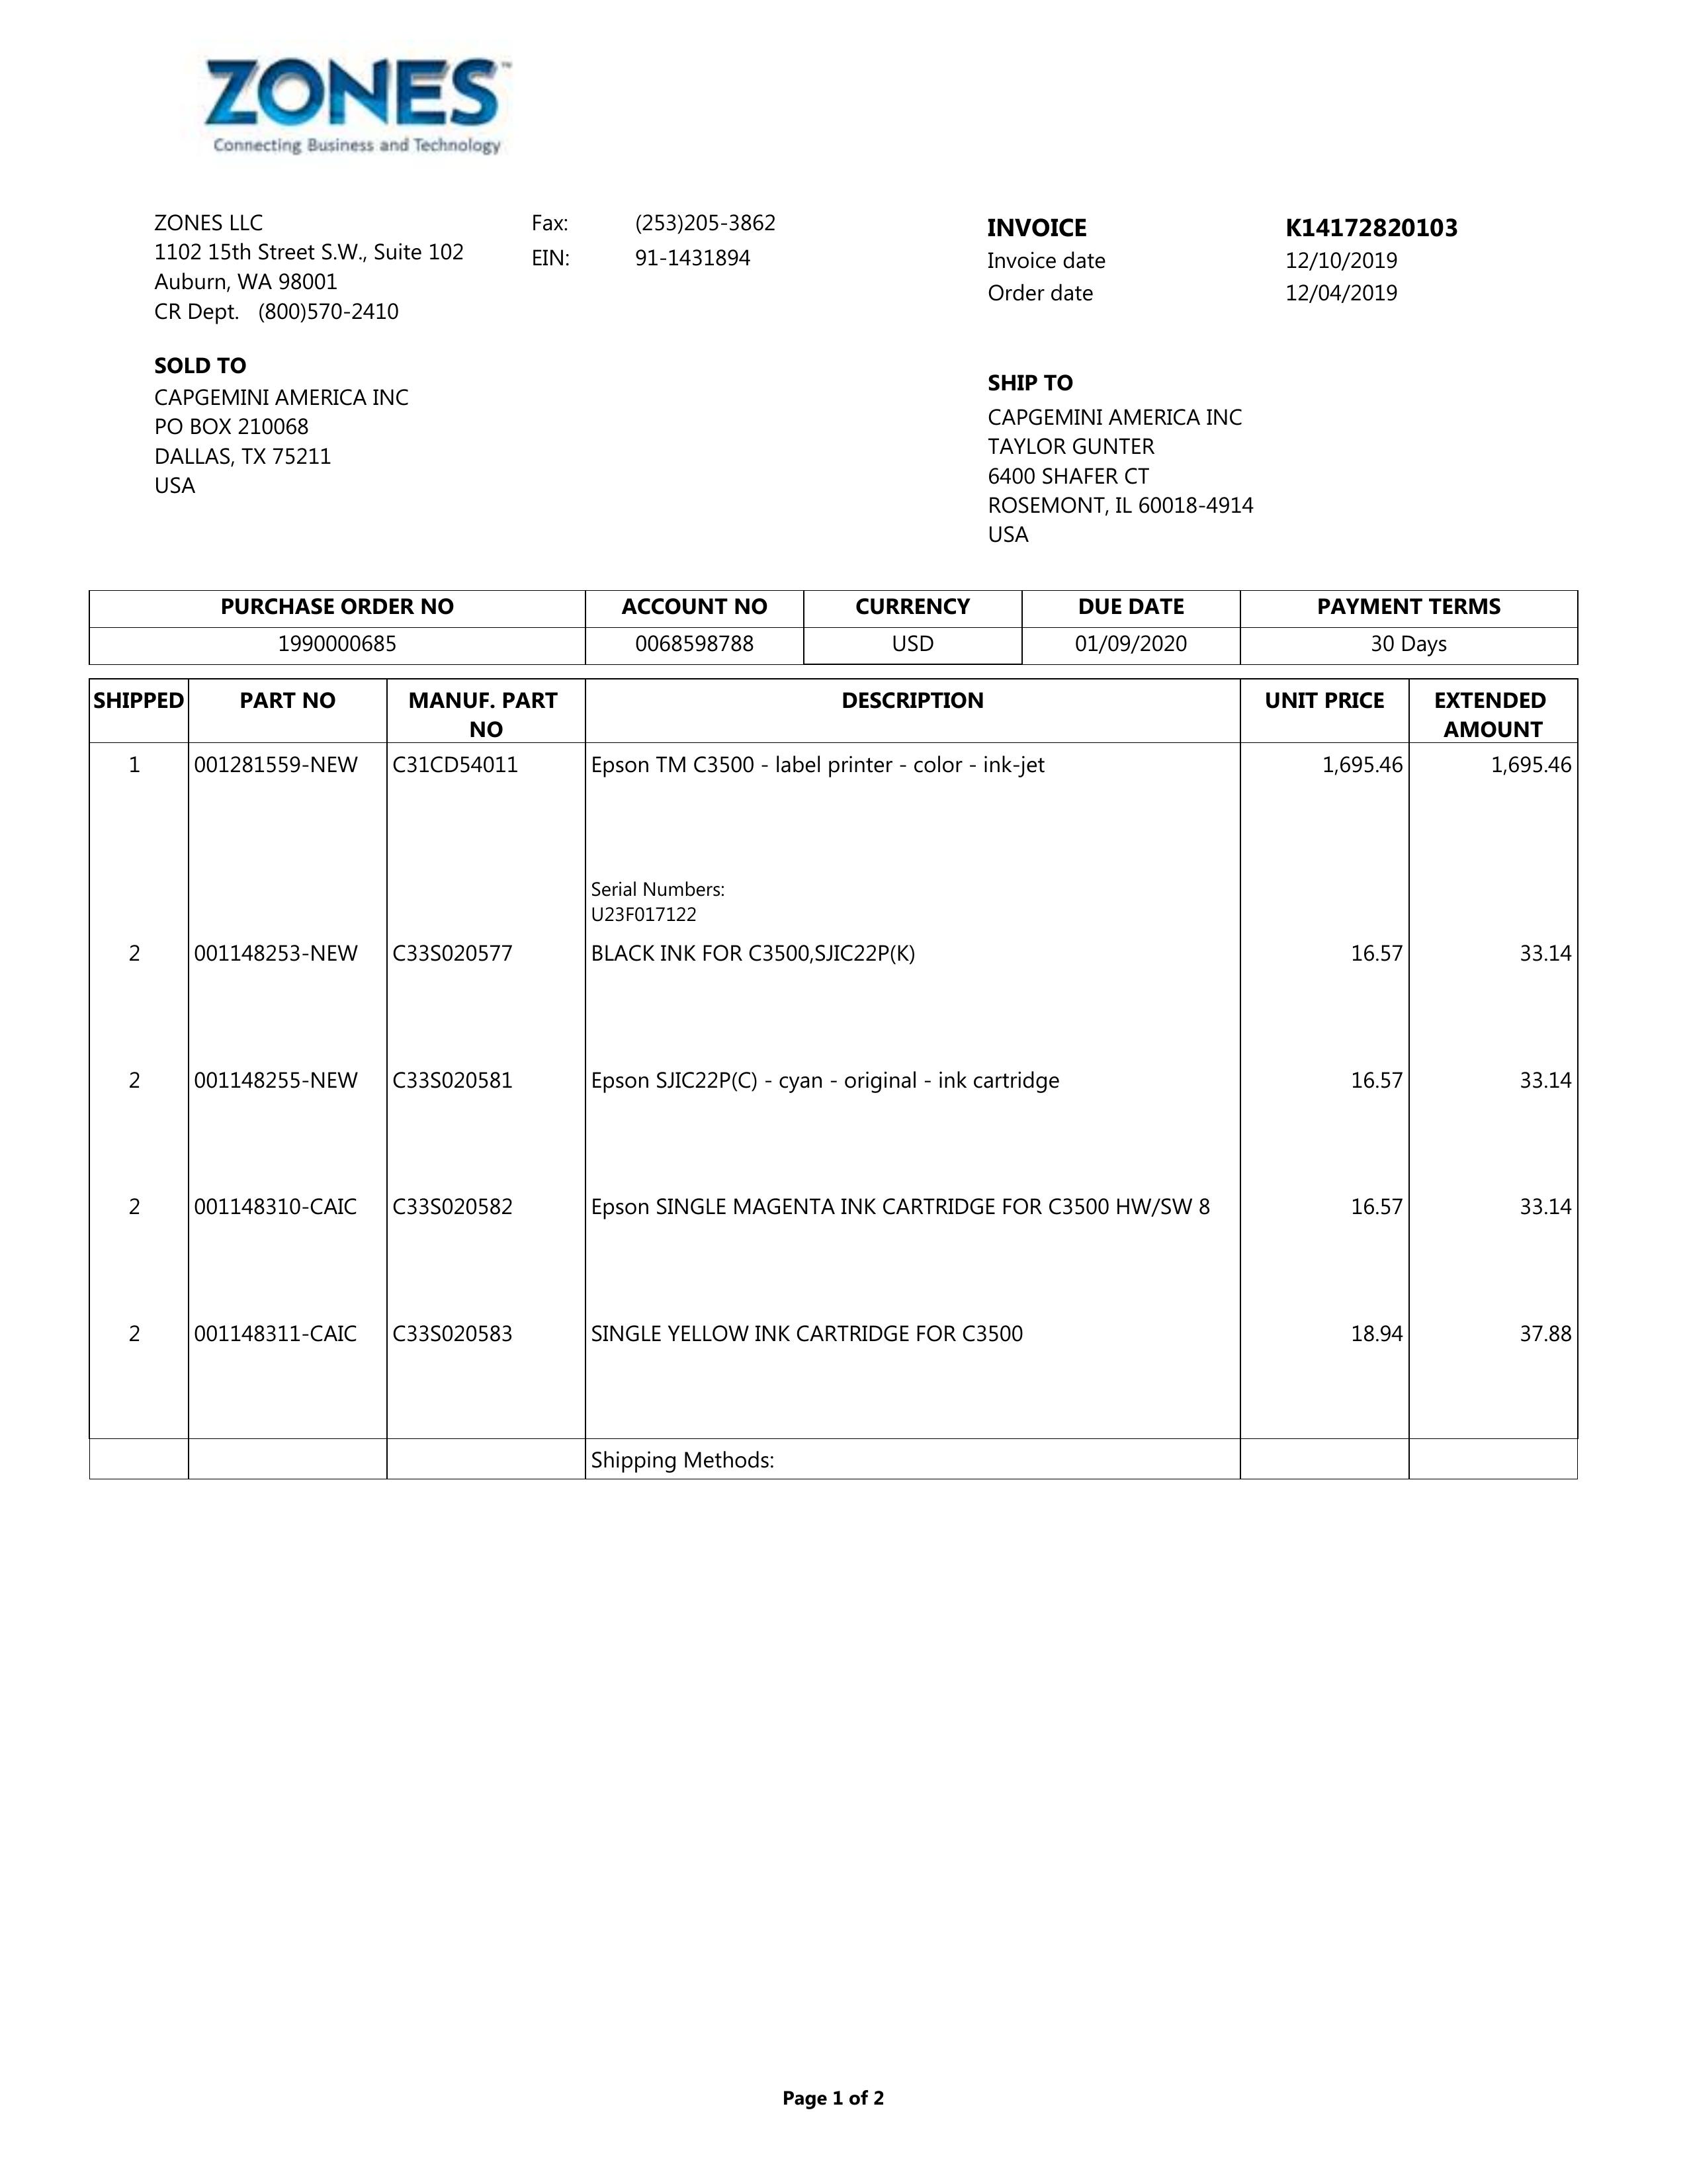 ZONES™
Connecting Business and Technology
ZONES LLC
1102 15th Street S.W., Suite 102
Auburn, WA 98001
CR Dept. (800)570-2410
Fax: (253)205-3862
EIN: 91-1431894
INVOICE K14172820103
Invoice date 12/10/2019
Order date 12/04/2019
SOLD TO
CAPGEMINI AMERICA INC
PO BOX 210068
DALLAS, TX 75211
USA
SHIP TO
CAPGEMINI AMERICA INC
TAYLOR GUNTER
6400 SHAFER CT
ROSEMONT, IL 60018-4914
USA
PURCHASE ORDER NO ACCOUNT NO CURRENCY DUE DATE PAYMENT TERMS
1990000685 0068598788 USD 01/09/2020 30 Days
SHIPPED PART NO MANUF. PART NO DESCRIPTION UNIT PRICE EXTENDED AMOUNT
1 001281559-NEW C31CD54011 Epson TM C3500 - label printer - color - ink-jet 1,695.46 1,695.46
Serial Numbers:
U23F017122
2 001148253-NEW C33S020577 BLACK INK FOR C3500,SJIC22P(K) 16.57 33.14
2 001148255-NEW C33S020581 Epson SJIC22P(C) - cyan - original - ink cartridge 16.57 33.14
2 001148310-CAIC C33S020582 Epson SINGLE MAGENTA INK CARTRIDGE FOR C3500 HW/SW 8 16.57 33.14
2 001148311-CAIC C33S020583 SINGLE YELLOW INK CARTRIDGE FOR C3500 18.94 37.88
Shipping Methods:
Page 1 of 2